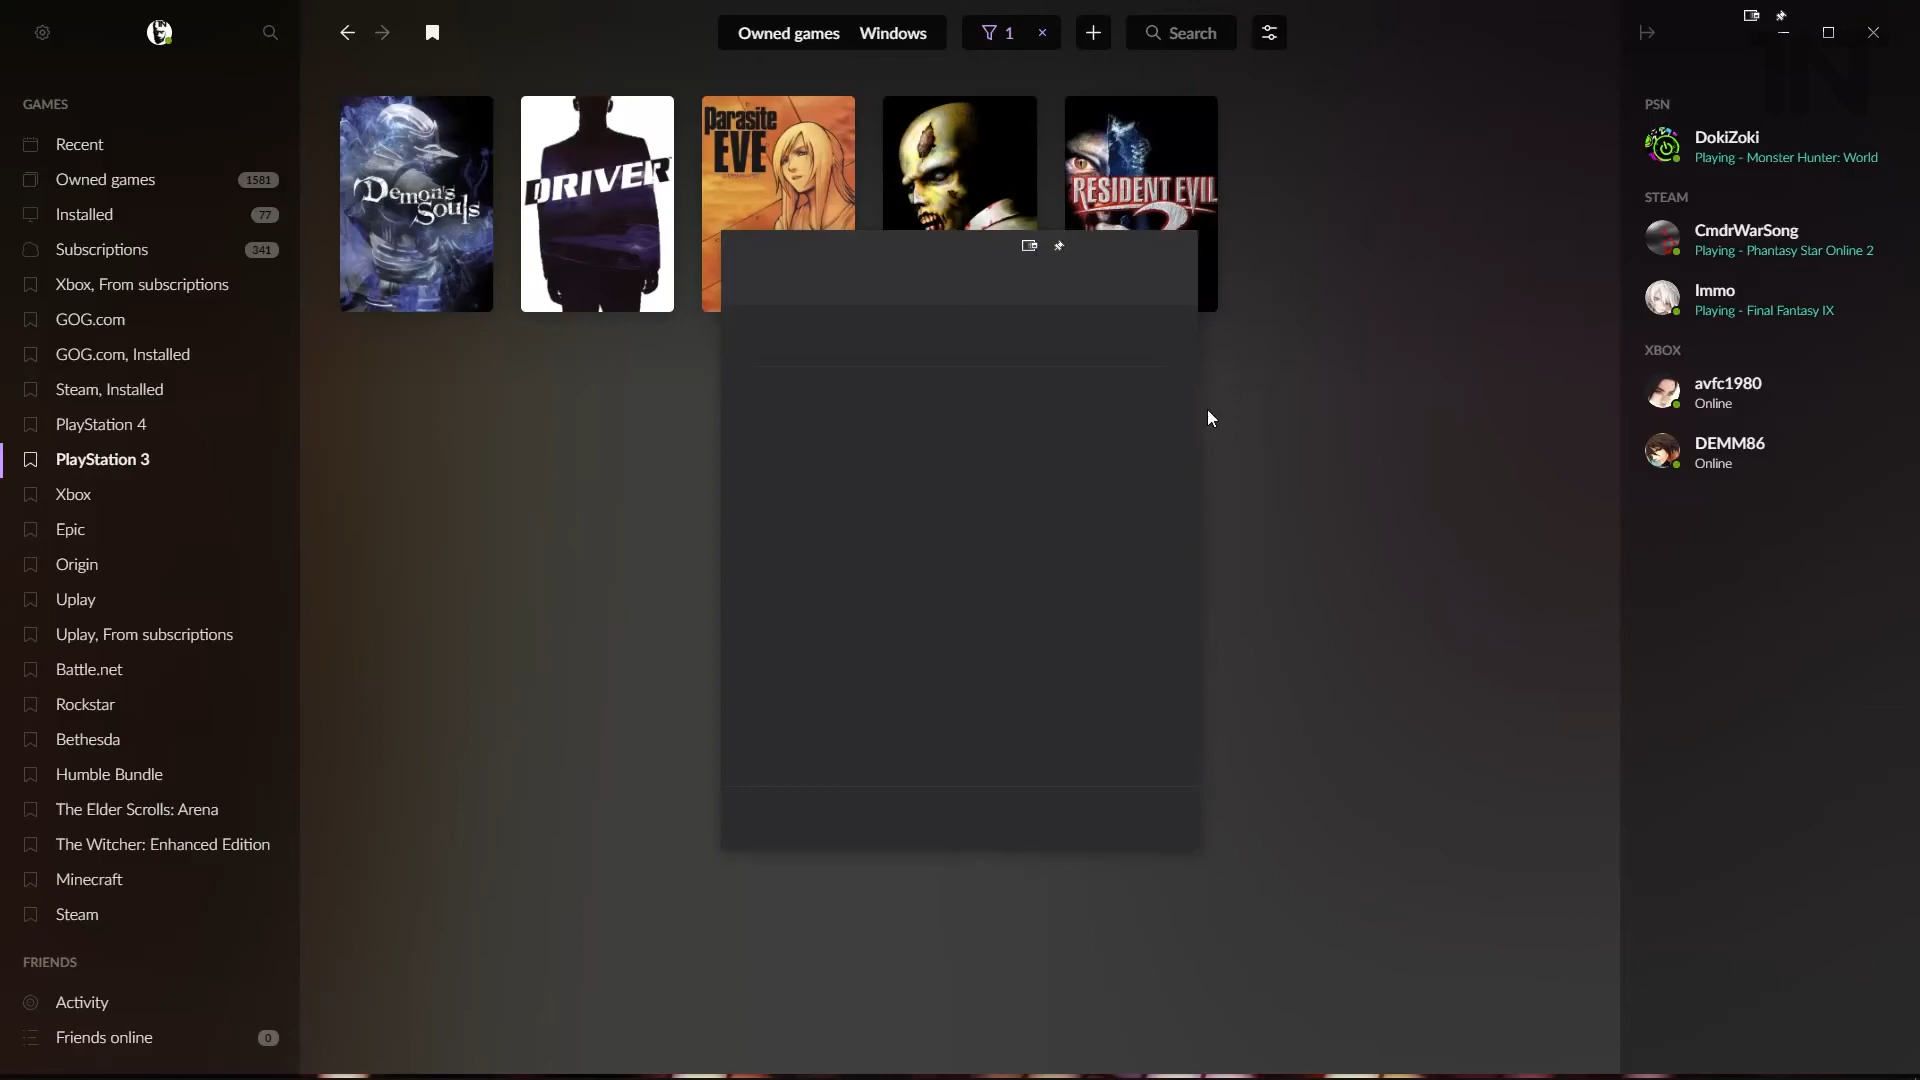 Owned games Windows 1 × + Search
GAMES
Recent
Owned games 1581
Installed 77
Subscriptions 341
Xbox, From subscriptions
GOG.com
GOG.com, Installed
Steam, Installed
PlayStation 4
PlayStation 3
Xbox
Epic
Origin
Uplay
Uplay, From subscriptions
Battle.net
Rockstar
Bethesda
Humble Bundle
The Elder Scrolls: Arena
The Witcher: Enhanced Edition
Minecraft
Steam
FRIENDS
Activity
Friends online 0
Demon's
Souls
DRIVER
Parasite
EVE
RESIDENT EVIL
2
IN
PSN
DokiZoki
Playing - Monster Hunter: World
STEAM
CmdrWarSong
Playing - Phantasy Star Online 2
Immo
Playing - Final Fantasy IX
XBOX
avfc1980
Online
DEMM86
Online